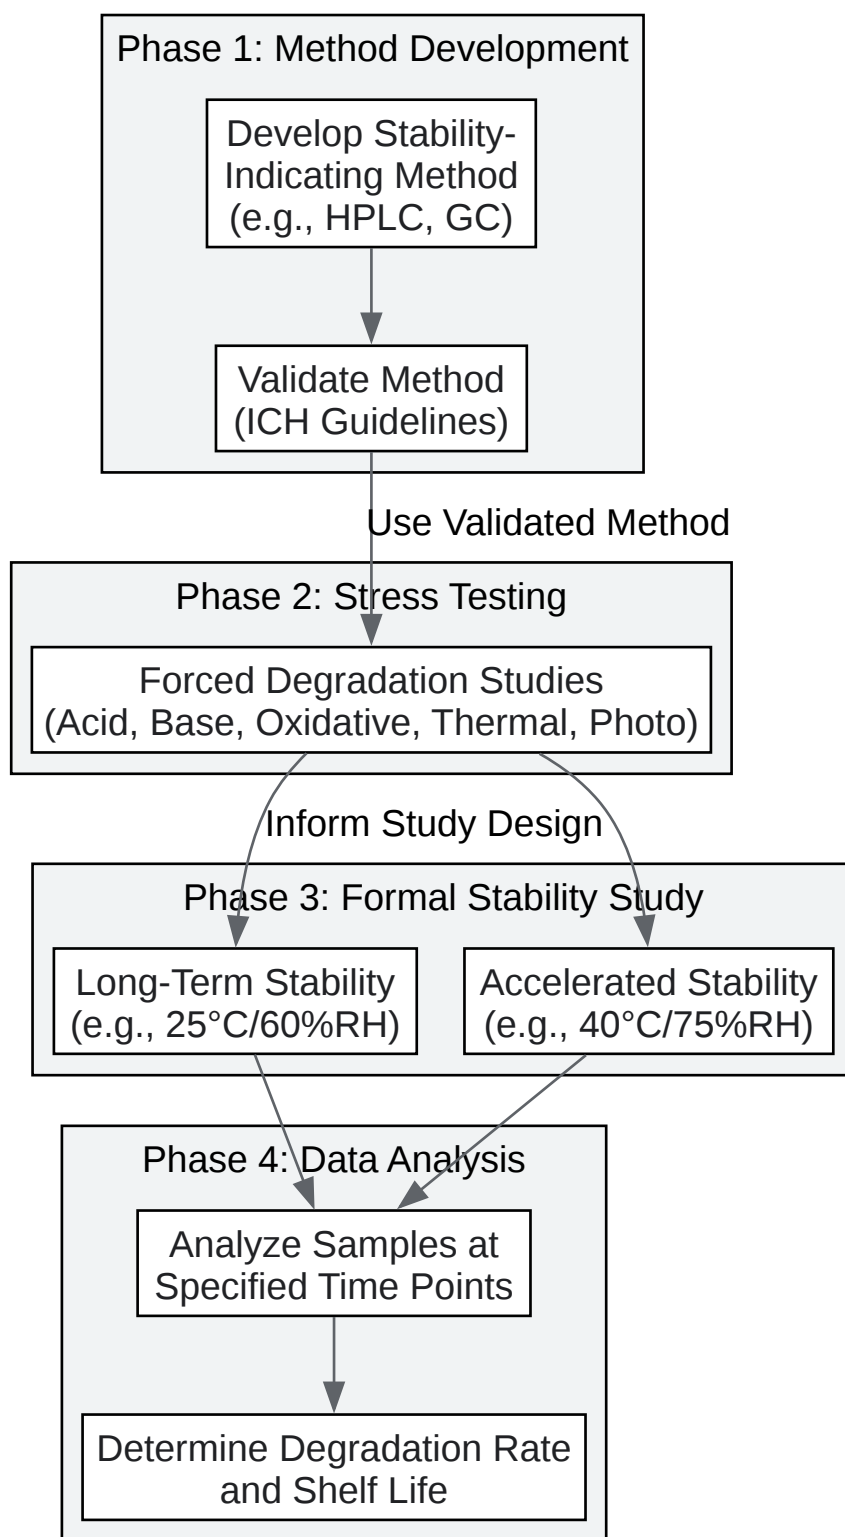 Phase 1: Method Development
Develop Stability-
Indicating Method
(e.g., HPLC, GC)
Validate Method
(ICH Guidelines)
Use Validated Method
Phase 2: Stress Testing
Forced Degradation Studies
(Acid, Base, Oxidative, Thermal, Photo)
Inform Study Design
Phase 3: Formal Stability Study
Long-Term Stability
(e.g., 25°C/60%RH)
Accelerated Stability
(e.g., 40°C/75%RH)
Phase 4: Data Analysis
Analyze Samples at
Specified Time Points
Determine Degradation Rate
and Shelf Life